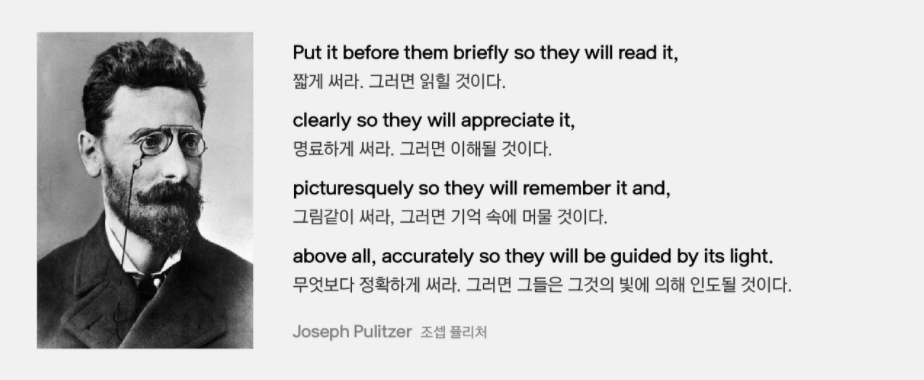 Put it before them briefly so they will read it,
짧게 써라. 그러면 읽힐 것이다.
clearly so they will appreciate it,
명료하게 써라. 그러면 이해될 것이다.
picturesquely so they will remember it and,
그림같이 써라, 그러면 기억 속에 머물 것이다.
above all, accurately so they will be guided by its light.
무엇보다 정확하게 써라. 그러면 그들은 그것의 빛에 의해 인도될 것이다.
Joseph Pulitzer 조셉 퓰리처